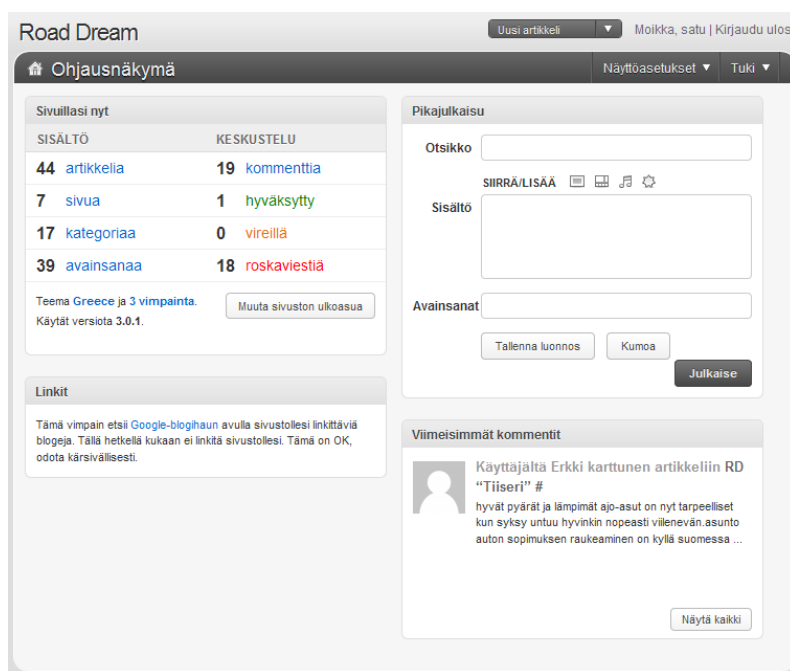 Road Dream
Uusi artikkeli
Moikka, satu | Kirjaudu ulos
Ohjausnäkymä
Näyttöasetukset ▼
Tuki ▼
Sivuillasi nyt
SISÄLTÖ
KESKUSTELU
44 artikkelia
19 kommenttia
7 sivua
1 hyväksytty
17 kategoriaa
0 vireillä
39 avainsanaa
18 roskaviestiä
Teema Greece ja 3 vimpainta.
Muuta sivuston ulkoasua
Käytät versiota 3.0.1.
Linkit
Tämä vimpain etsii Google-blogihaun avulla sivustollesi linkittäviä
blogeja. Tällä hetkellä kukaan ei linkitä sivustollesi. Tämä on OK,
odota kärsivällisesti.
Pikajulkaisu
Otsikko
SIIRRÄ/LISÄÄ
Sisältö
Avainsanat
Tallenna luonnos
Kumoa
Julkaise
Viimeisimmät kommentit
Käyttäjältä Erkki karttunen artikkeliin RD
“Tiiseri” #
hyvät pyärät ja lämpimät ajo-asut on nyt tarpeelliset
kun syksy untuu hyvinkin nopeasti viilenevän.asunto
auton sopimuksen raukeaminen on kyllä suomessa ...
Näytä kaikki